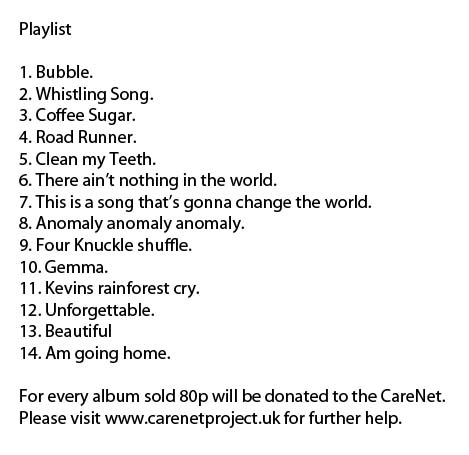 Playlist
1. Bubble.
2. Whistling Song.
3. Coffee Sugar.
4. Road Runner.
5. Clean my Teeth.
6. There ain't nothing in the world.
7. This is a song that's gonna change the world.
8. Anomaly anomaly anomaly.
9. Four Knuckle shuffle.
10. Gemma.
11. Kevins rainforest cry.
12. Unforgettable.
13. Beautiful
14. Am going home.
For every album sold 80p will be donated to the CareNet.
Please visit www.carenetproject.uk for further help.